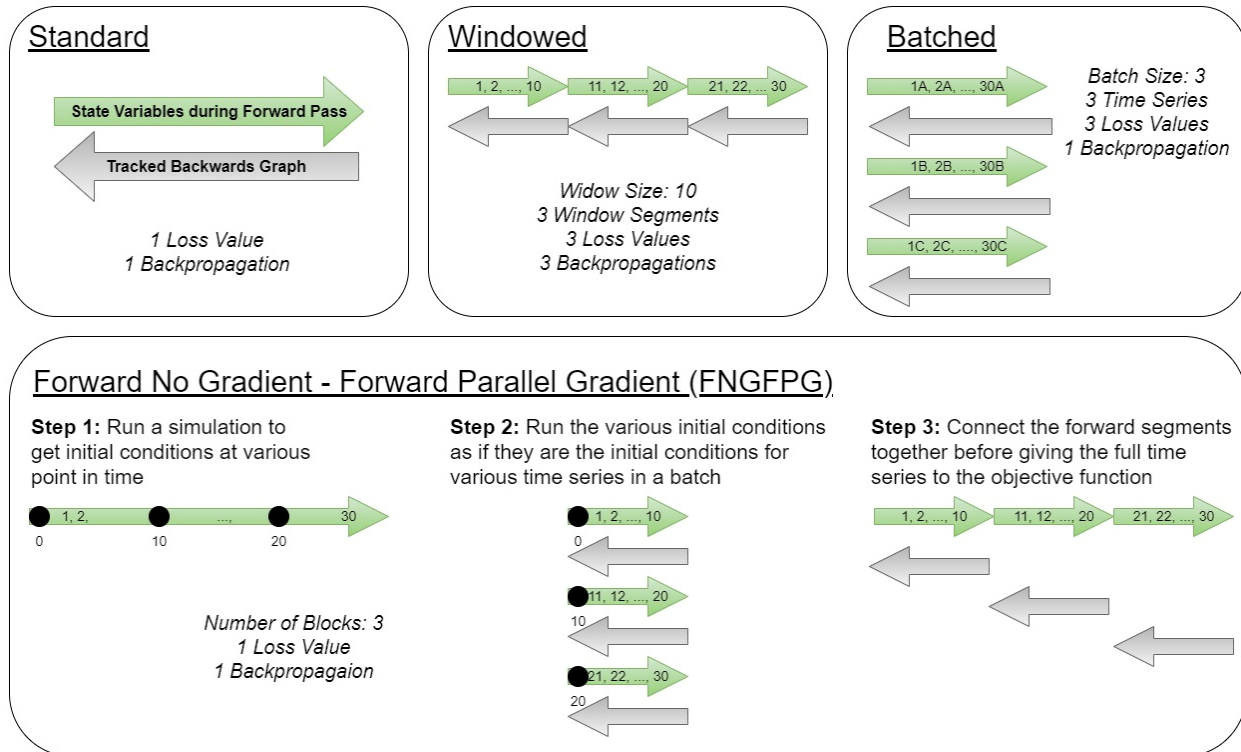 Standard
State Variables during Forward Pass
Tracked Backwards Graph
1 Loss Value
1 Backpropagation
Windowed
1, 2, ..., 10
11, 12, ..., 20
21, 22, ... 30
Widow Size: 10
3 Window Segments
3 Loss Values
3 Backpropagations
Batched
1A, 2A, ..., 30A
1B, 2B, ..., 30B
1C, 2C, ...., 30C
Batch Size: 3
3 Time Series
3 Loss Values
1 Backpropagation
Forward No Gradient - Forward Parallel Gradient (FNGFPG)
Step 1: Run a simulation to
get initial conditions at various
point in time
1, 2,
...,
30
0
10
20
Number of Blocks: 3
1 Loss Value
1 Backpropagaion
Step 2: Run the various initial conditions
as if they are the initial conditions for
various time series in a batch
1, 2, ..., 10
0
11, 12, ..., 20
10
21, 22, ..., 30
20
Step 3: Connect the forward segments
together before giving the full time
series to the objective function
1, 2, ..., 10
11, 12, ..., 20
21, 22, ..., 30